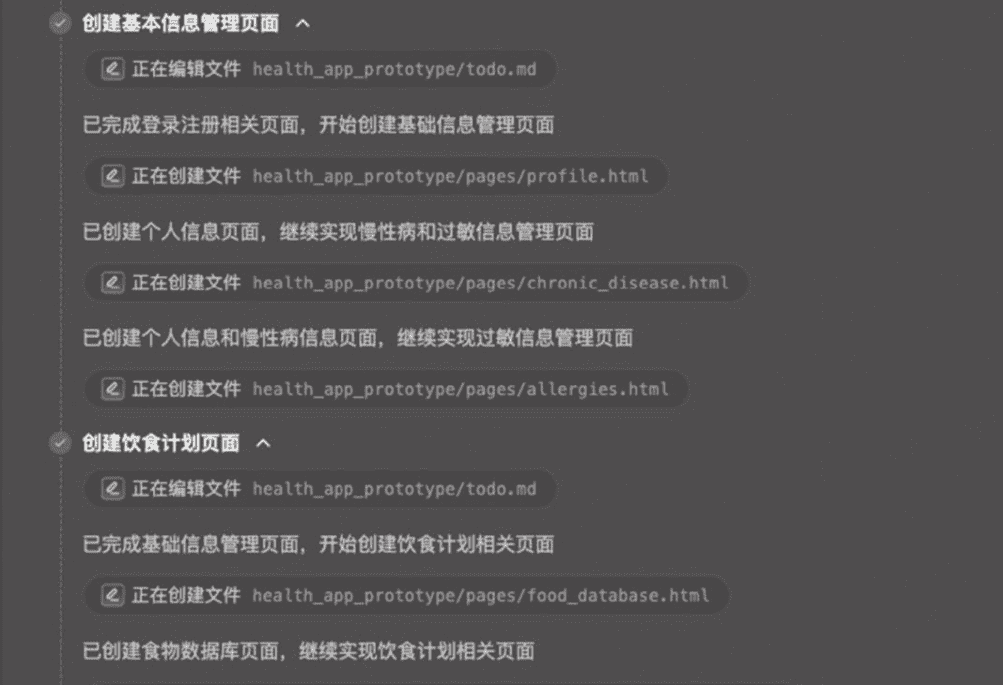 创建基本信息管理页面
正在编辑文件 health_app_prototype/todo.md
已完成登录注册相关页面，开始创建基础信息管理页面
正在创建文件 health_app_prototype/pages/profile.html
已创建个人信息页面，继续实现慢性病和过敏信息管理页面
正在创建文件 health_app_prototype/pages/chronic_disease.html
已创建个人信息和慢性病信息页面，继续实现过敏信息管理页面
正在创建文件 health_app_prototype/pages/allergies.html
创建饮食计划页面
正在编辑文件 health_app_prototype/todo.md
已完成基础信息管理页面，开始创建饮食计划相关页面
正在创建文件 health_app_prototype/pages/food_database.html
已创建食物数据库页面，继续实现饮食计划相关页面